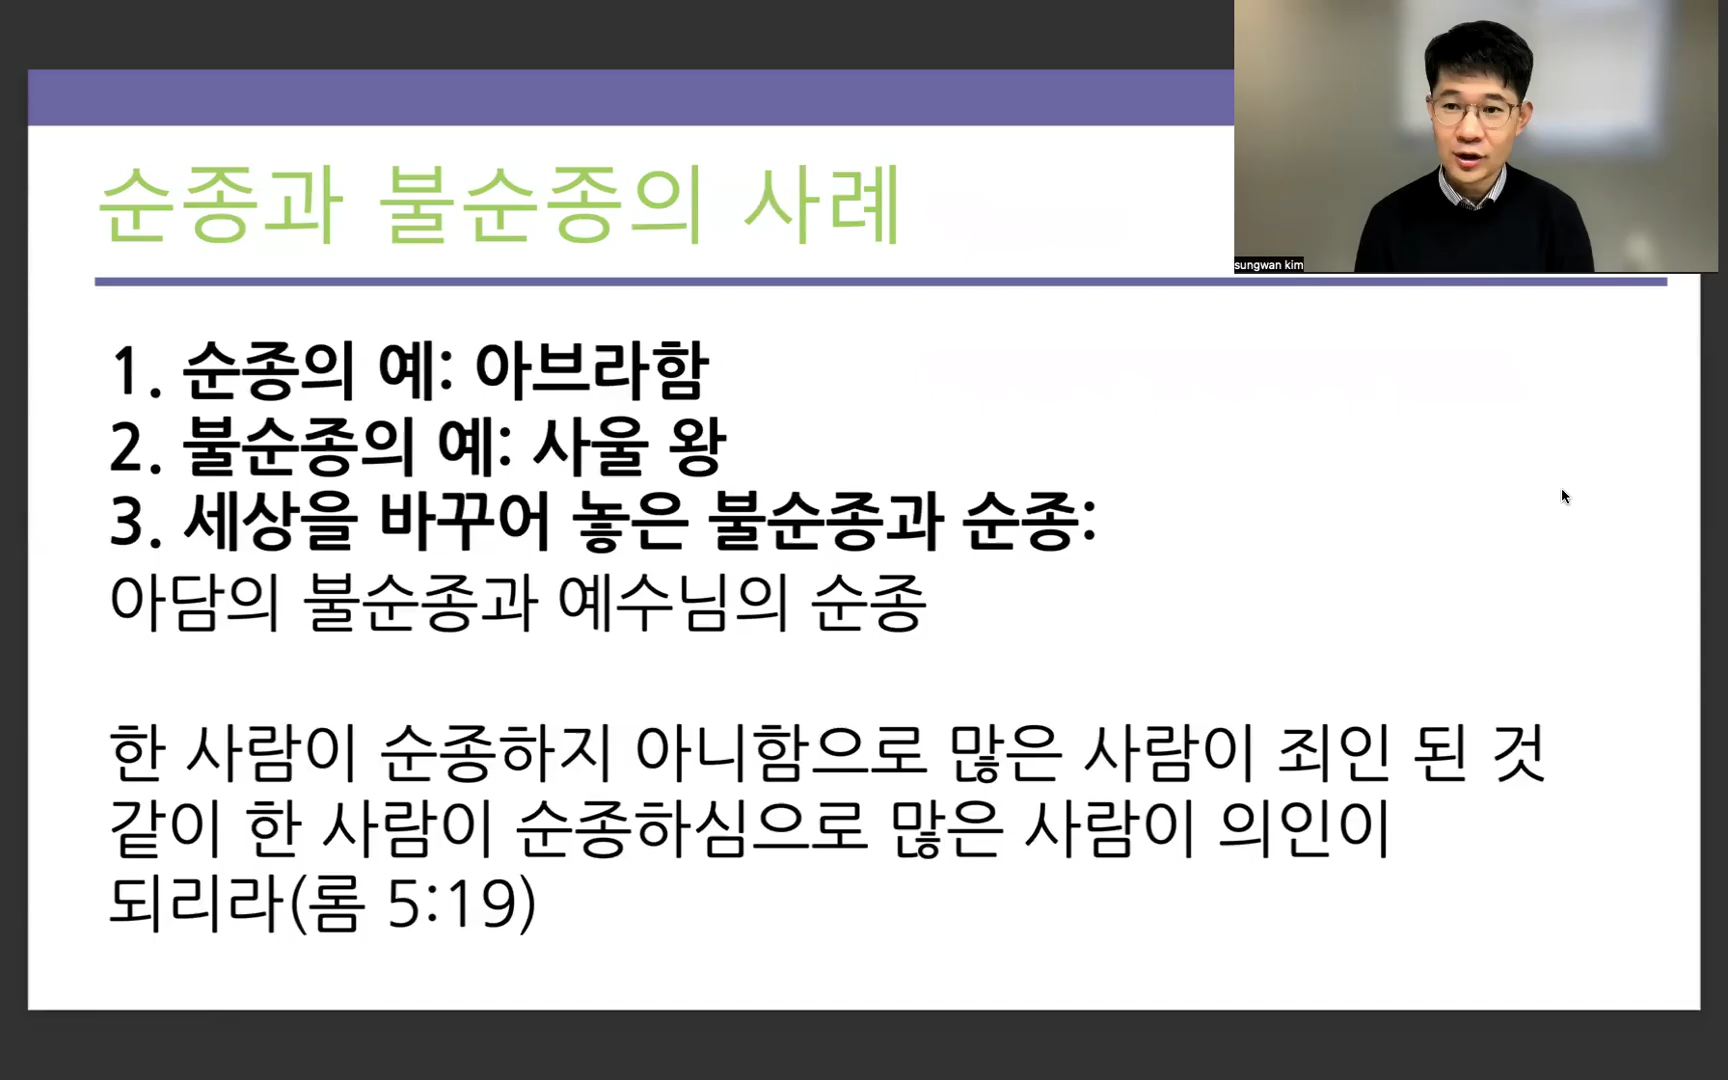 순종과 불순종의 사례
sungwan kim
1. 순종의 예: 아브라함
2. 불순종의 예: 사울 왕
3. 세상을 바꾸어 놓은 불순종과 순종:
아담의 불순종과 예수님의 순종
한 사람이 순종하지 아니함으로 많은 사람이 죄인 된 것
같이 한 사람이 순종하심으로 많은 사람이 의인이
되리라(롬 5:19)